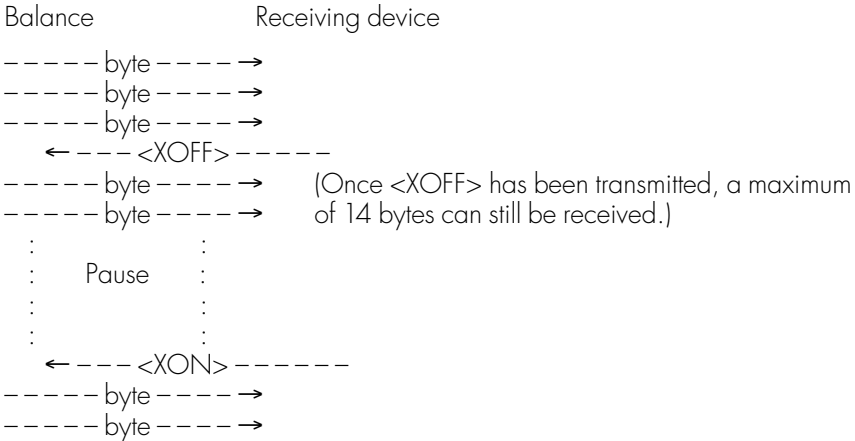 Balance Receiving device
– – – – – byte – – – – →
– – – – – byte – – – – →
– – – – – byte – – – – →
← – – – <XOFF> – – – – –
– – – – – byte – – – – → (Once <XOFF> has been transmitted, a maximum
– – – – – byte – – – – → of 14 bytes can still be received.)
: :
: Pause :
: :
: :
← – – – <XON> – – – – – –
– – – – – byte – – – – →
– – – – – byte – – – – →